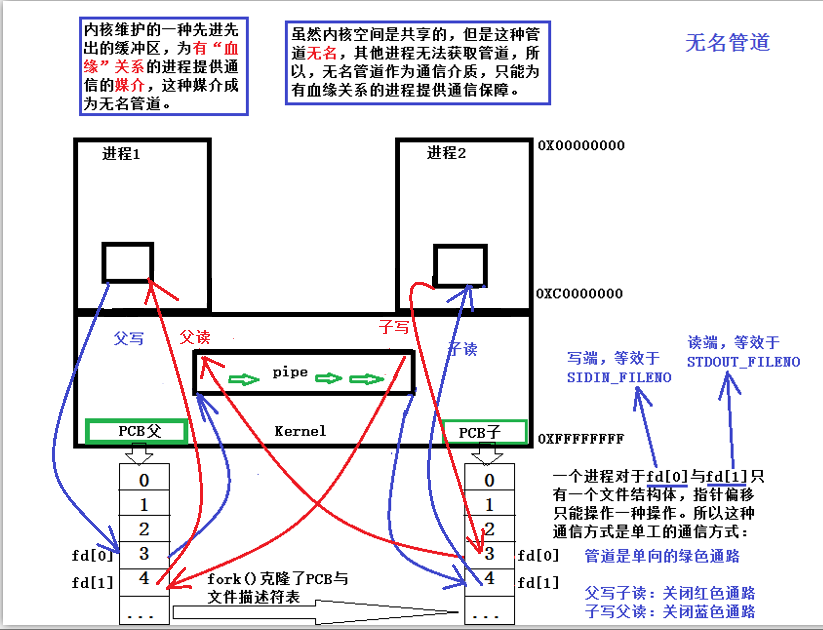 无名管道
内核维护的一种先进先
出的缓冲区，为有“血
缘”关系的进程提供通
信的媒介，这种媒介成
为无名管道。
虽然内核空间是共享的，但是这种管
道无名，其他进程无法获取管道，所
以，无名管道作为通信介质，只能为
有血缘关系的进程提供通信保障。
进程1
进程2
0X00000000
0XC0000000
父写
父读
子写
子读
pipe
PCB父
Kernel
PCB子
0XFFFFFFFF
写端，等效于
SIDIN_FILENO
读端，等效于
STDOUT_FILENO
0
1
2
fd[0] 3
fd[1] 4
...
0
1
2
3 fd[0]
4 fd[1]
...
fork()克隆了PCB与
文件描述符表
一个进程对于fd[0]与fd[1]只
有一个文件结构体，指针偏移
只能操作一种操作。所以这种
通信方式是单工的通信方式：
管道是单向的绿色通路
父写子读：关闭红色通路
子写父读：关闭蓝色通路